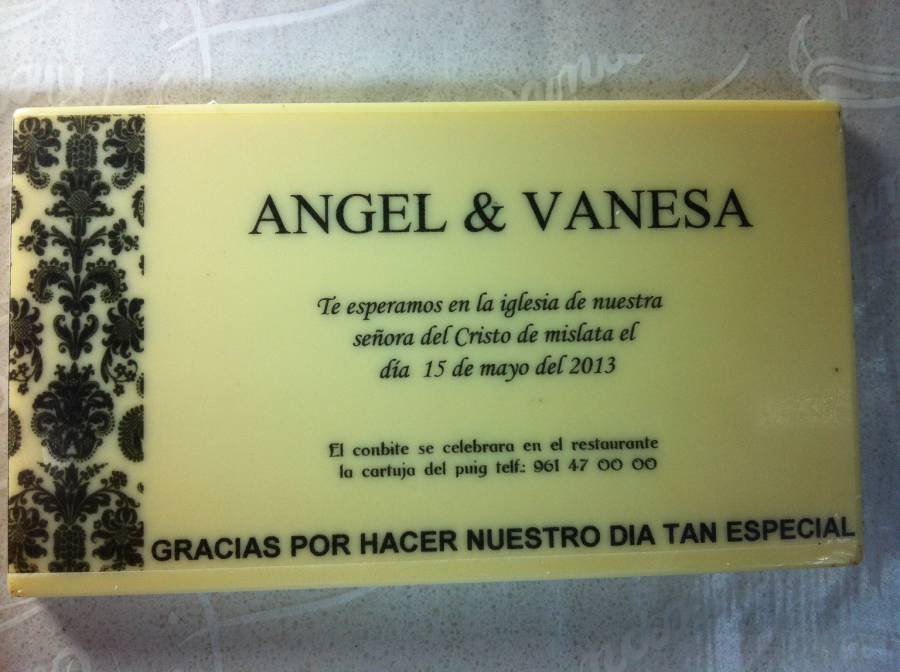 ANGEL & VANESA
Te esperamos en la iglesia de nuestra
señora del Cristo de mislata el
día 15 de mayo del 2013
El conbite se celebrara en el restaurante
la cartuja del puig telf.: 961 47 00 00
GRACIAS POR HACER NUESTRO DIA TAN ESPECIAL